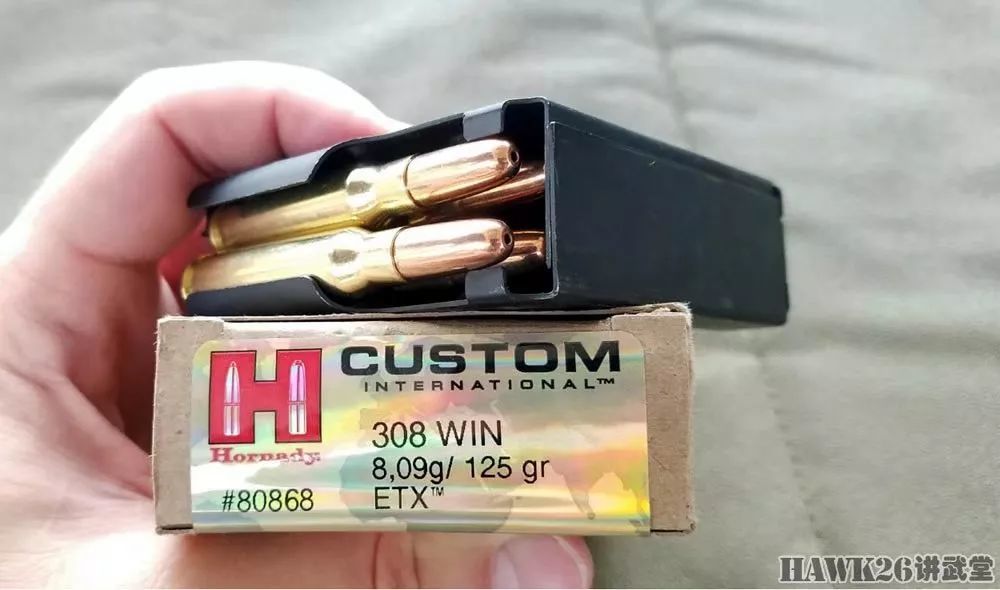 CUSTOM
INTERNATIONAL™
H
Hornady
308 WIN
8,09g/ 125 gr
#80868
ETX™
HAWK26讲武堂